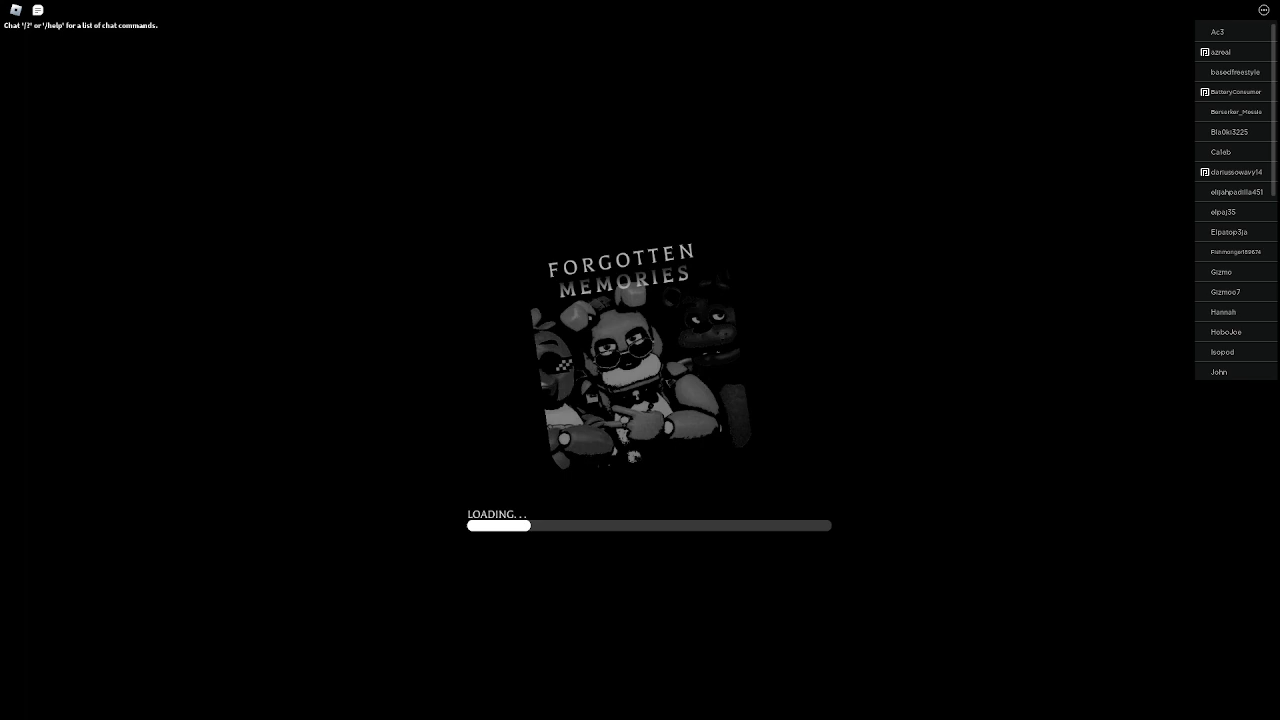 Chat '/?' or '/help' for a list of chat commands.
Ac3
azreal
basedfreestyle
BatteryConsumer
Berserker_Messie
Bla0ki3225
Caleb
dariussowavy14
elijahpadilla451
elpaj35
Elpatop3ja
Fishmonger189674
Gizmo
Gizmoo7
Hannah
HoboJoe
Isopod
John
FORGOTTEN
MEMORIES
LOADING...